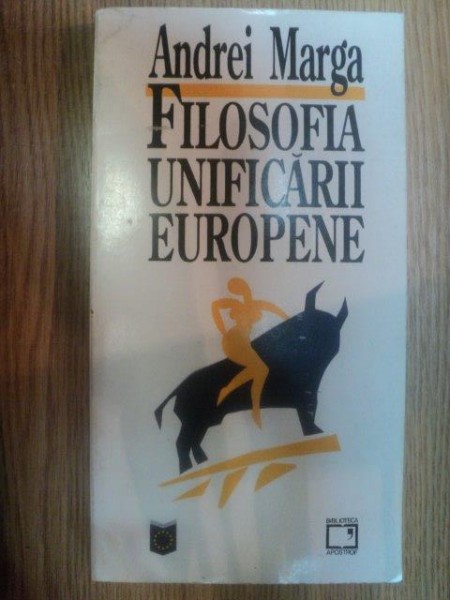 Andrei Marga
FILOSOFIA
UNIFICĂRII
EUROPENE
BIBLIOTECA
APOSTROF